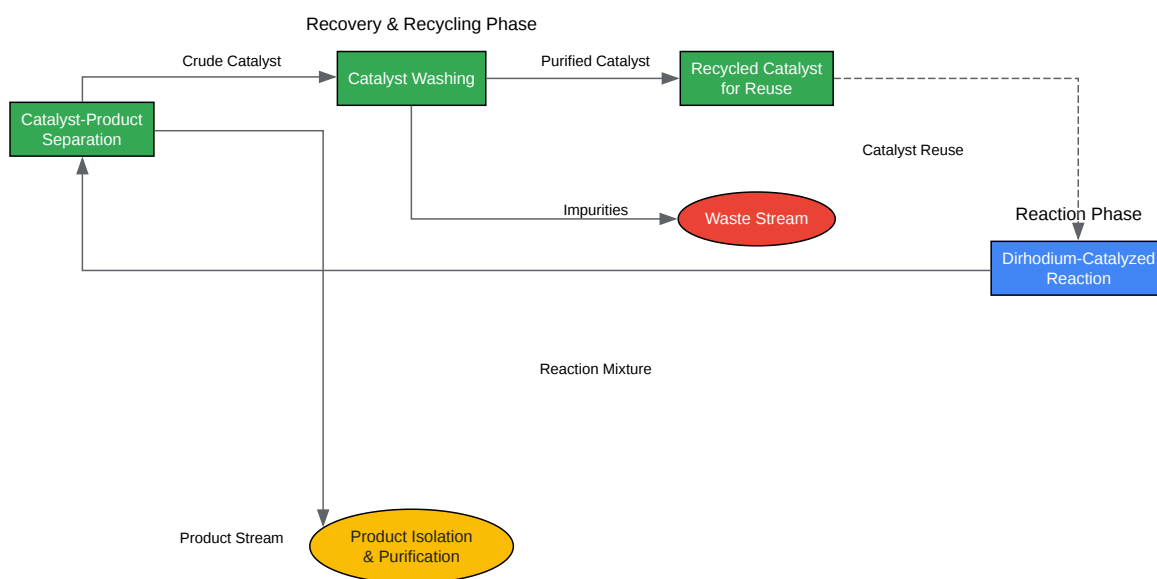 Recovery & Recycling Phase
Crude Catalyst
Purified Catalyst
Catalyst Washing
Recycled Catalyst
for Reuse
Catalyst-Product
Separation
Catalyst Reuse
Impurities
Waste Stream
Reaction Phase
Dirhodium-Catalyzed
Reaction
Reaction Mixture
Product Stream
Product Isolation
& Purification